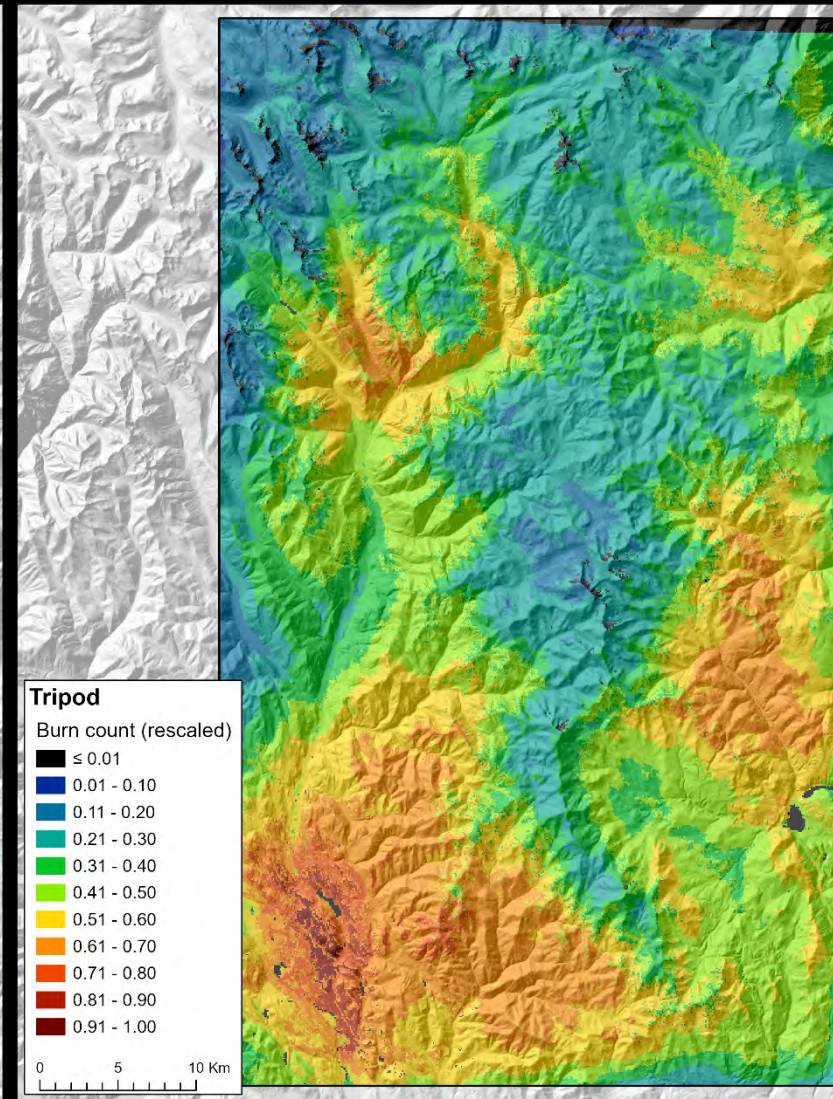 Tripod
Burn count (rescaled)
≤ 0.01
0.01 - 0.10
0.11 - 0.20
0.21 - 0.30
0.31 - 0.40
0.41 - 0.50
0.51 - 0.60
0.61 - 0.70
0.71 - 0.80
0.81 - 0.90
0.91 - 1.00
0 5 10 Km